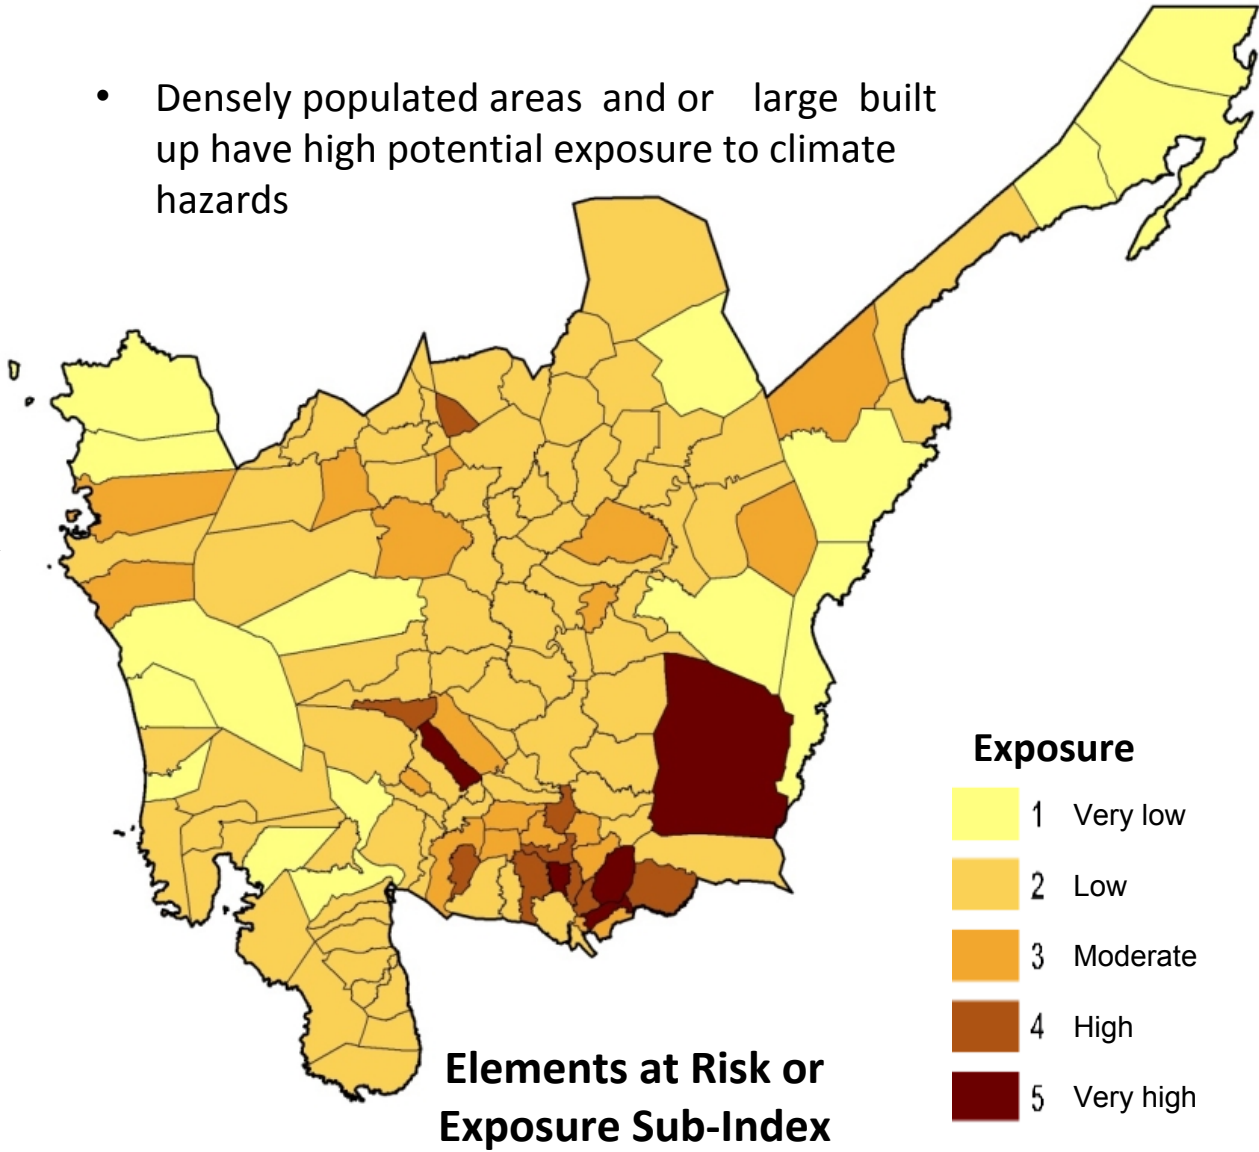 • Densely populated areas and or large built
up have high potential exposure to climate
hazards
Exposure
1 Very low
2 Low
3 Moderate
4 High
5 Very high
Elements at Risk or
Exposure Sub-Index